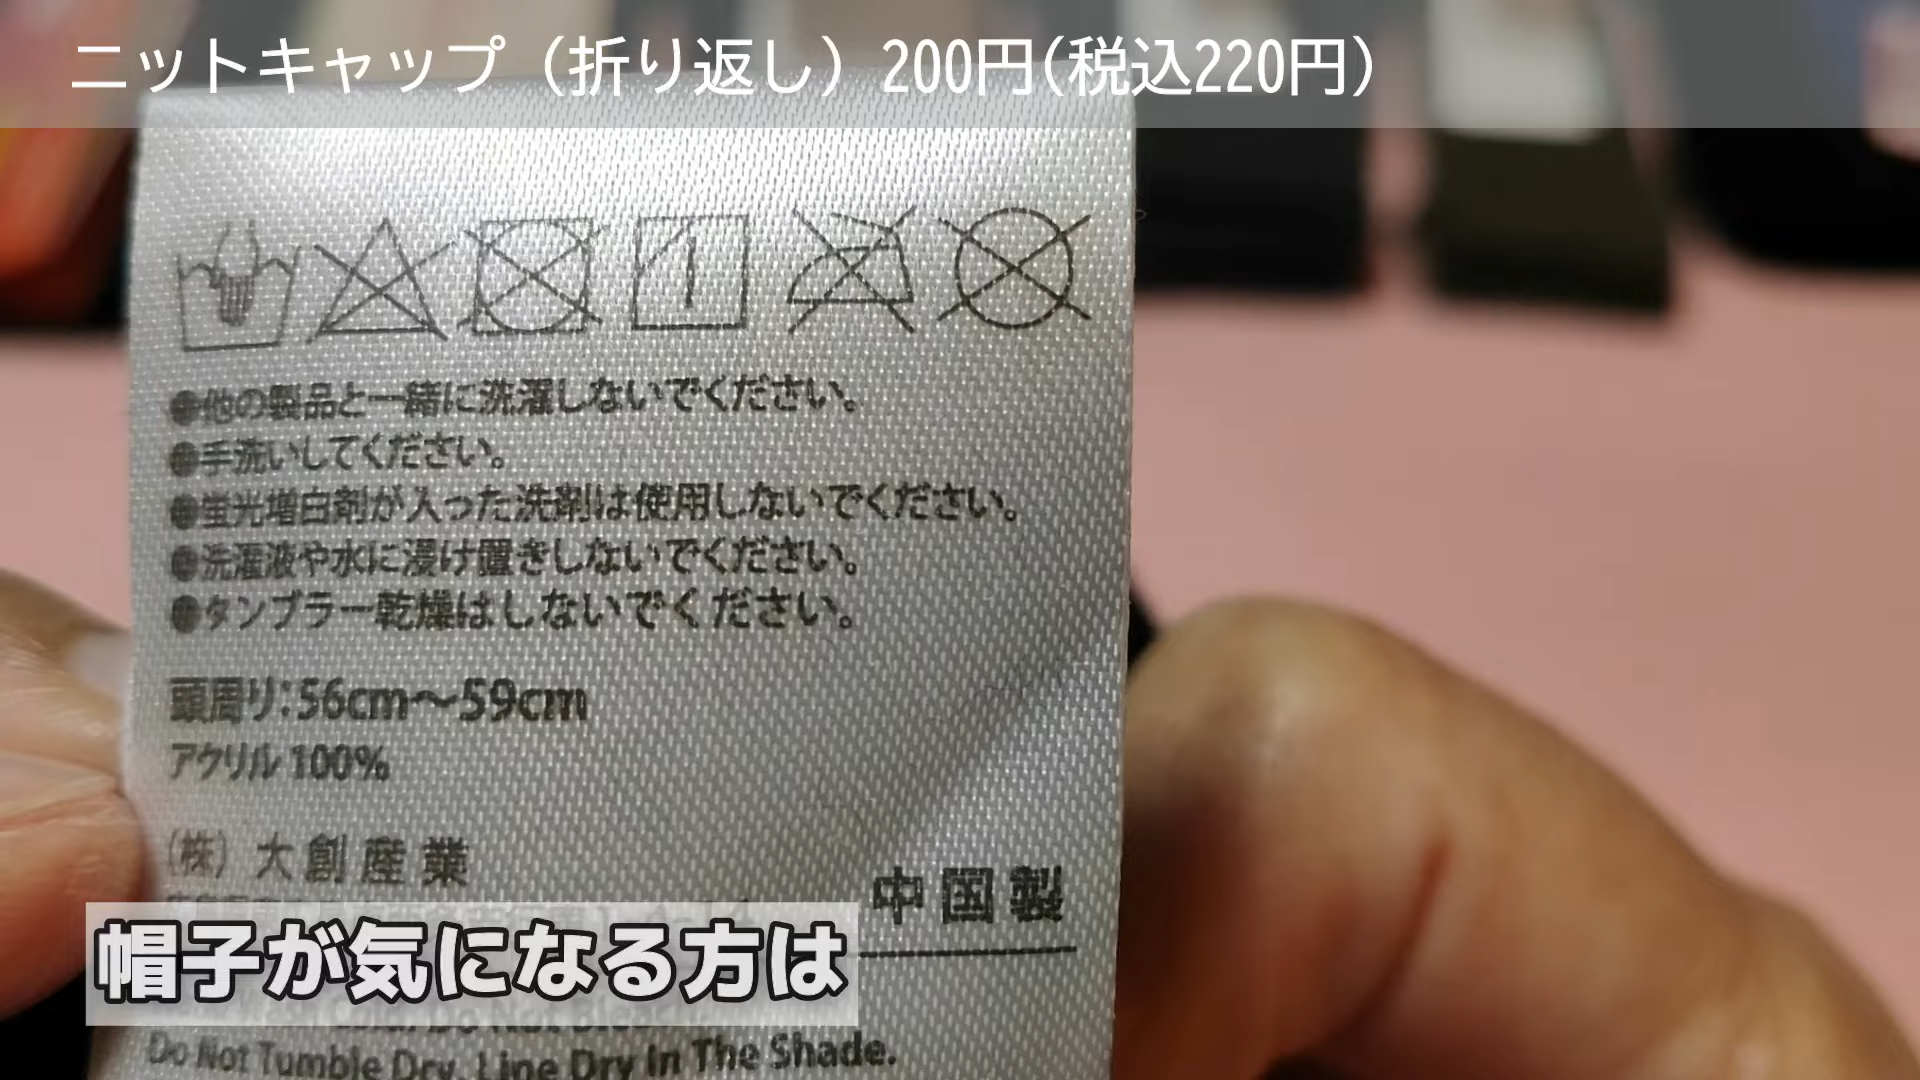 ニットキャップ（折り返し）200円(税込220円)
●他の製品と一緒に洗濯しないでください。
●手洗いしてください。
●蛍光増白剤が入った洗剤は使用しないでください。
●洗濯液や水に浸け置きしないでください。
●タンブラー乾燥はしないでください。
頭周り:56cm～59cm
アクリル 100%
(株) 大創産業
中国製
帽子が気になる方は
Do Not Tumble Dry. Line Dry In The Shade.